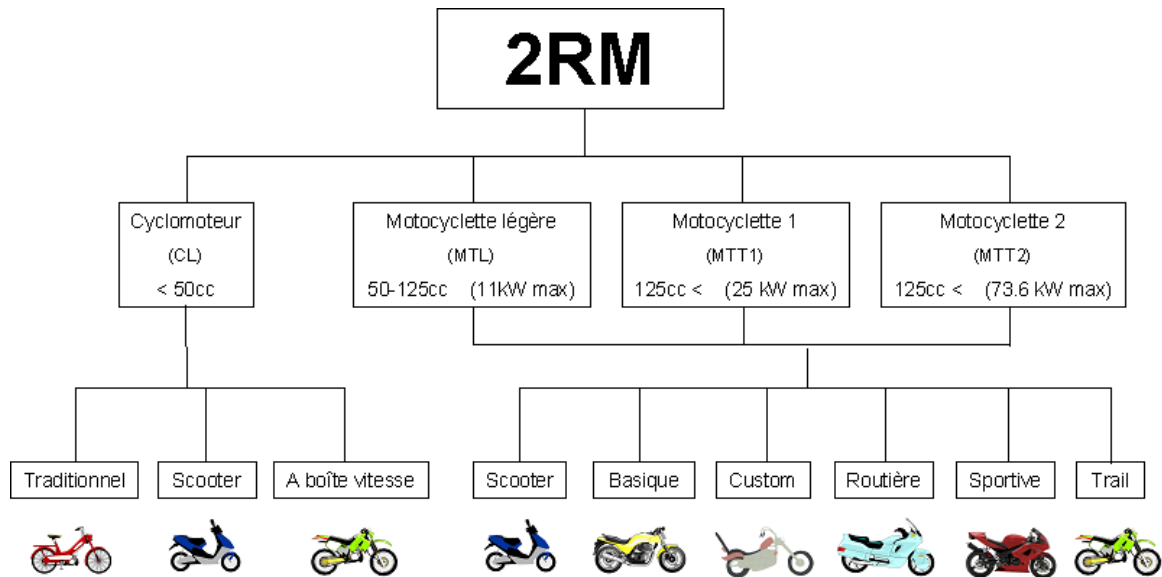 2RM
Cyclomoteur
(CL)
< 50cc
Motocyclette légère
(MTL)
50-125cc (11kW max)
Motocyclette 1
(MTT1)
125cc < (25 kW max)
Motocyclette 2
(MTT2)
125cc < (73.6 kW max)
Traditionnel
Scooter
A boîte vitesse
Scooter
Basique
Custom
Routière
Sportive
Trail